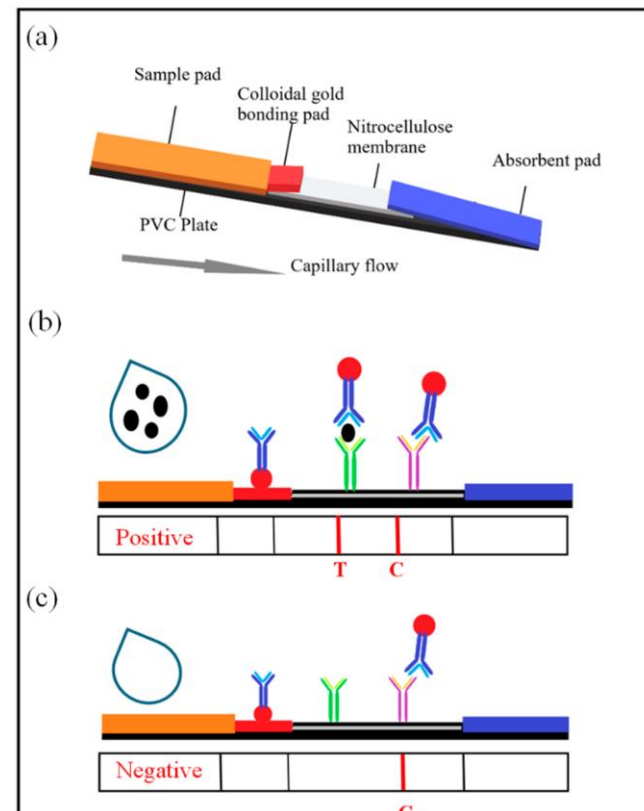 (a)
Sample pad
Colloidal gold
bonding pad
Nitrocellulose
membrane
Absorbent pad
PVC Plate
Capillary flow
(b)
Positive
T C
(c)
Negative